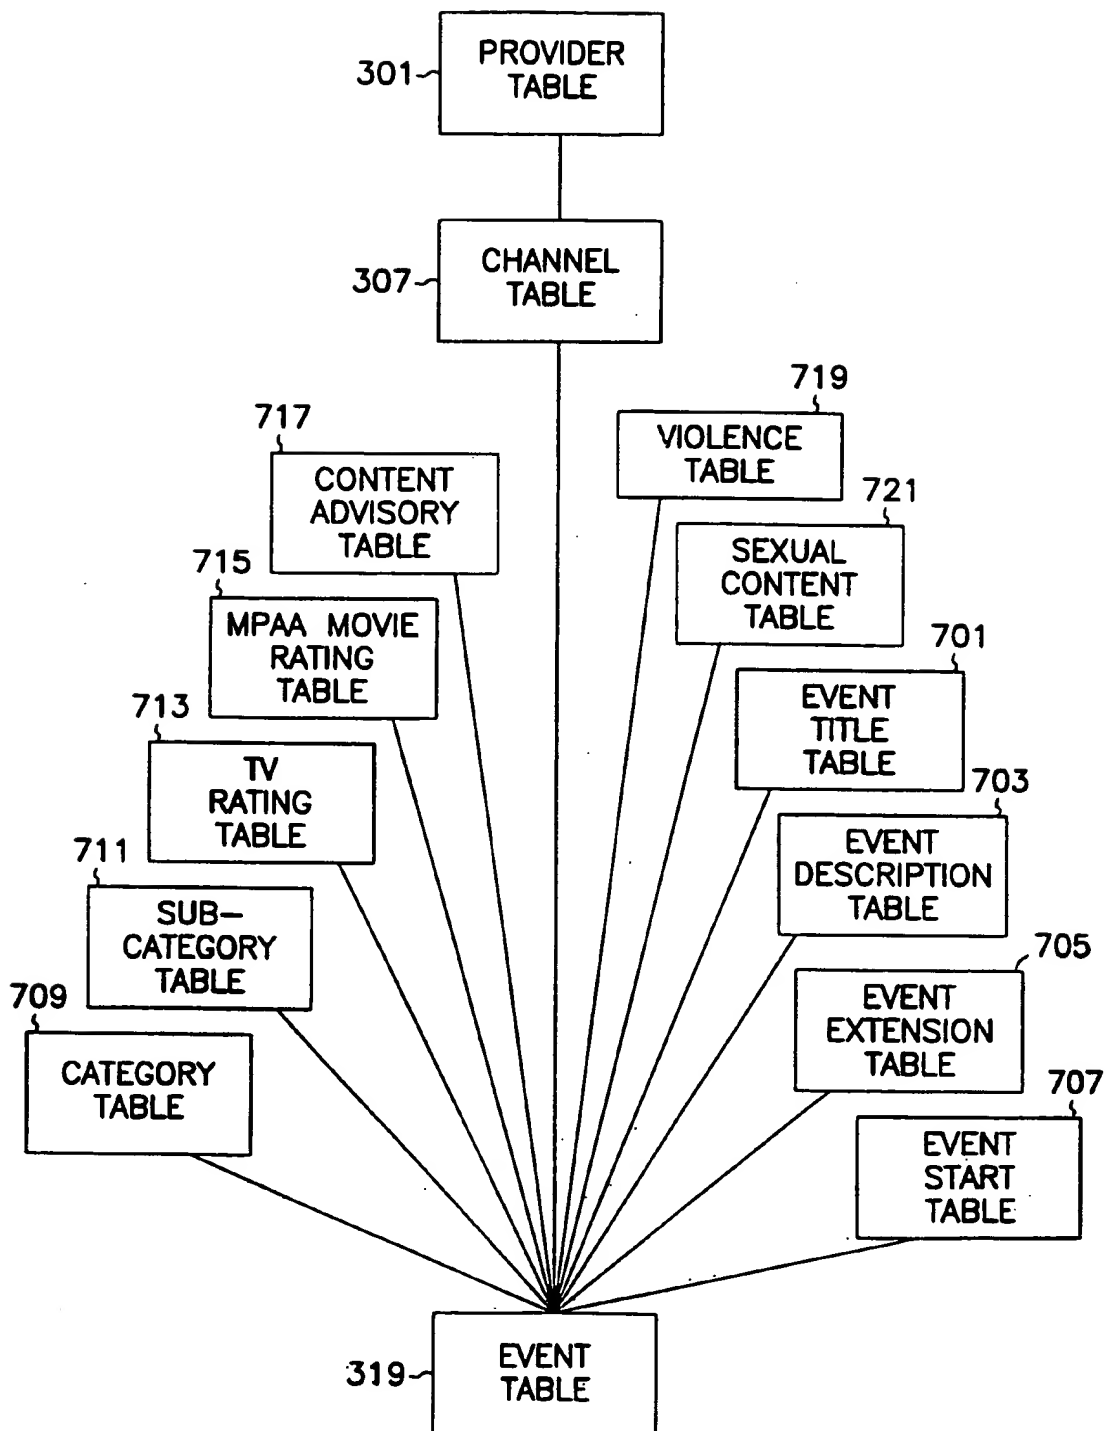 PROVIDER
TABLE
301
CHANNEL
TABLE
307
719
VIOLENCE
TABLE
717
CONTENT
ADVISORY
TABLE
721
SEXUAL
CONTENT
TABLE
715
MPAA MOVIE
RATING
TABLE
701
EVENT
TITLE
TABLE
713
TV
RATING
TABLE
703
EVENT
DESCRIPTION
TABLE
711
SUB-
CATEGORY
TABLE
705
EVENT
EXTENSION
TABLE
709
CATEGORY
TABLE
707
EVENT
START
TABLE
319
EVENT
TABLE